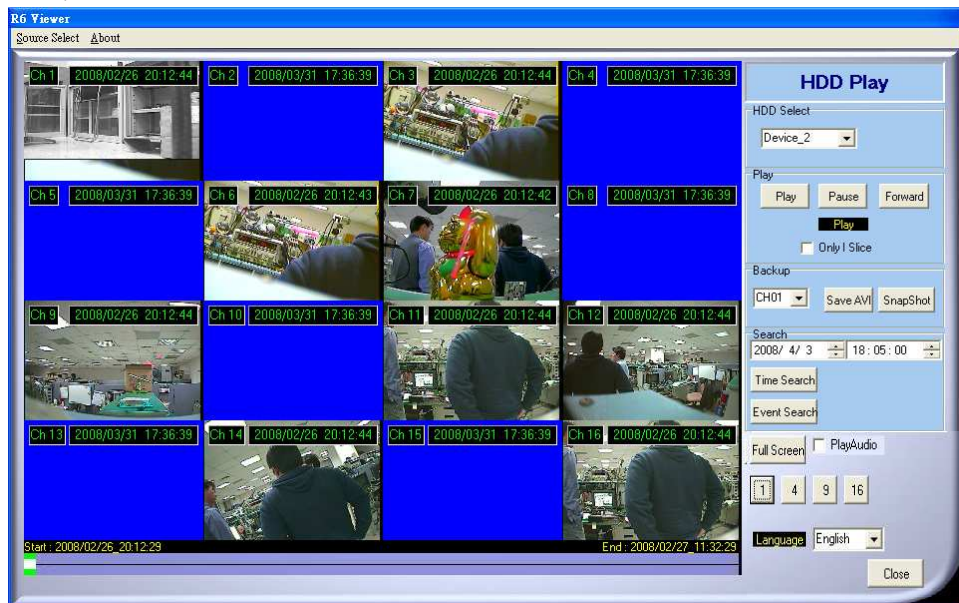 R6 Viewer
Source Select About
Ch 1 2008/02/26 20:12:44
Ch 2 2008/03/31 17:36:39
Ch 3 2008/02/26 20:12:44
Ch 4 2008/03/31 17:36:39
Ch 5 2008/03/31 17:36:39
Ch 6 2008/02/26 20:12:43
Ch 7 2008/02/26 20:12:42
Ch 8 2008/03/31 17:36:39
Ch 9 2008/02/26 20:12:44
Ch 10 2008/03/31 17:36:39
Ch 11 2008/02/26 20:12:44
Ch 12 2008/02/26 20:12:44
Ch 13 2008/03/31 17:36:39
Ch 14 2008/02/26 20:12:44
Ch 15 2008/03/31 17:36:39
Ch 16 2008/02/26 20:12:44
Start : 2008/02/26_20:12:29
End : 2008/02/27_11:32:29
HDD Play
HDD Select
Device_2
Play
Play Pause Forward
Play
Only I Slice
Backup
CH01 Save AVI SnapShot
Search
2008/ 4/ 3 18 : 05 : 00
Time Search
Event Search
Full Screen PlayAudio
1 4 9 16
Language English
Close